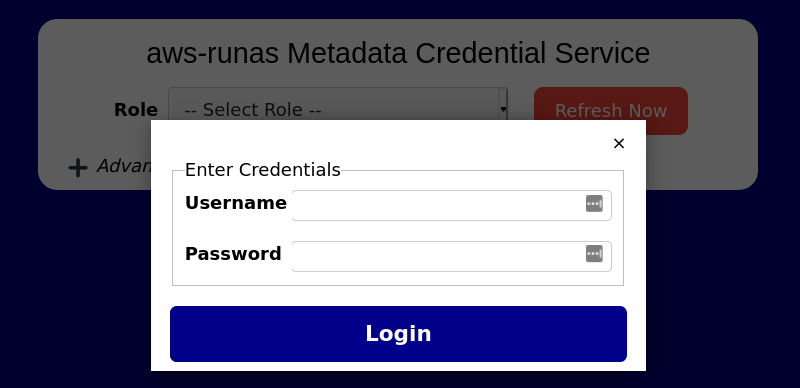 aws-runas Metadata Credential Service
Role -- Select Role -- Refresh Now
Advan
×
Enter Credentials
Username
Password
Login